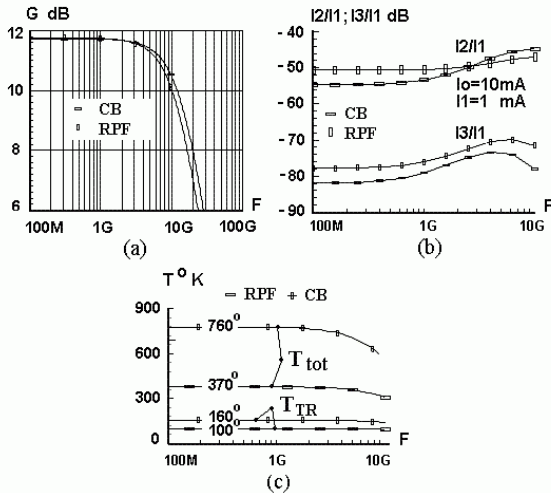 G dB
12
10
8
6
100M 1G 10G 100G F
CB
RPF
(a)
I2/I1; I3/I1 dB
- 40
- 50
- 60
- 70
- 80
- 90
I2/I1
Io=10mA
I1=1 mA
CB
RPF
I3/I1
100M 1G 10G F
(b)
T° K
RPF CB
900
600
300
0
760°
Ttot
370°
160°
TTR
100°
100M 1G 10G F
(c)